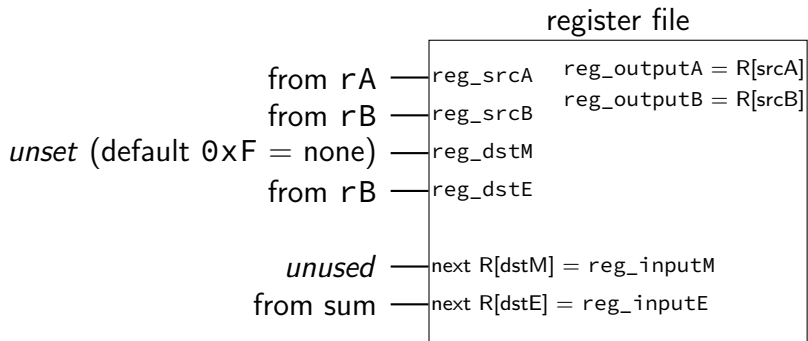 register file
from rA reg_srcA reg_outputA = R[srcA]
reg_outputB = R[srcB]
from rB reg_srcB
unset (default 0xF = none) reg_dstM
from rB reg_dstE
unused next R[dstM] = reg_inputM
from sum next R[dstE] = reg_inputE